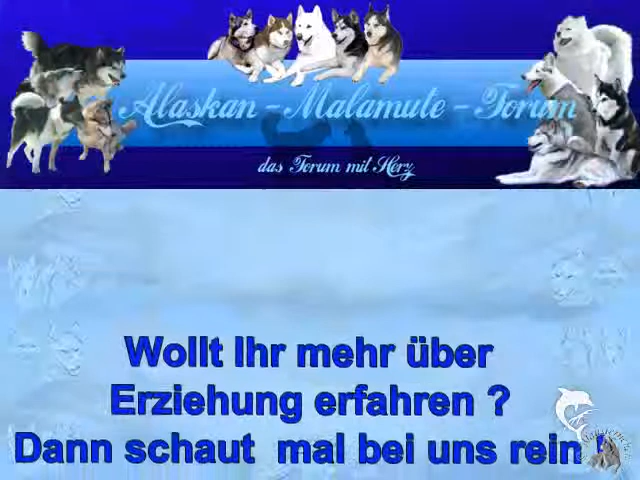 Alaskan - Malamute - Forum
das Forum mit Herz
Wollt Ihr mehr über
Erziehung erfahren ?
Dann schaut mal bei uns rein !